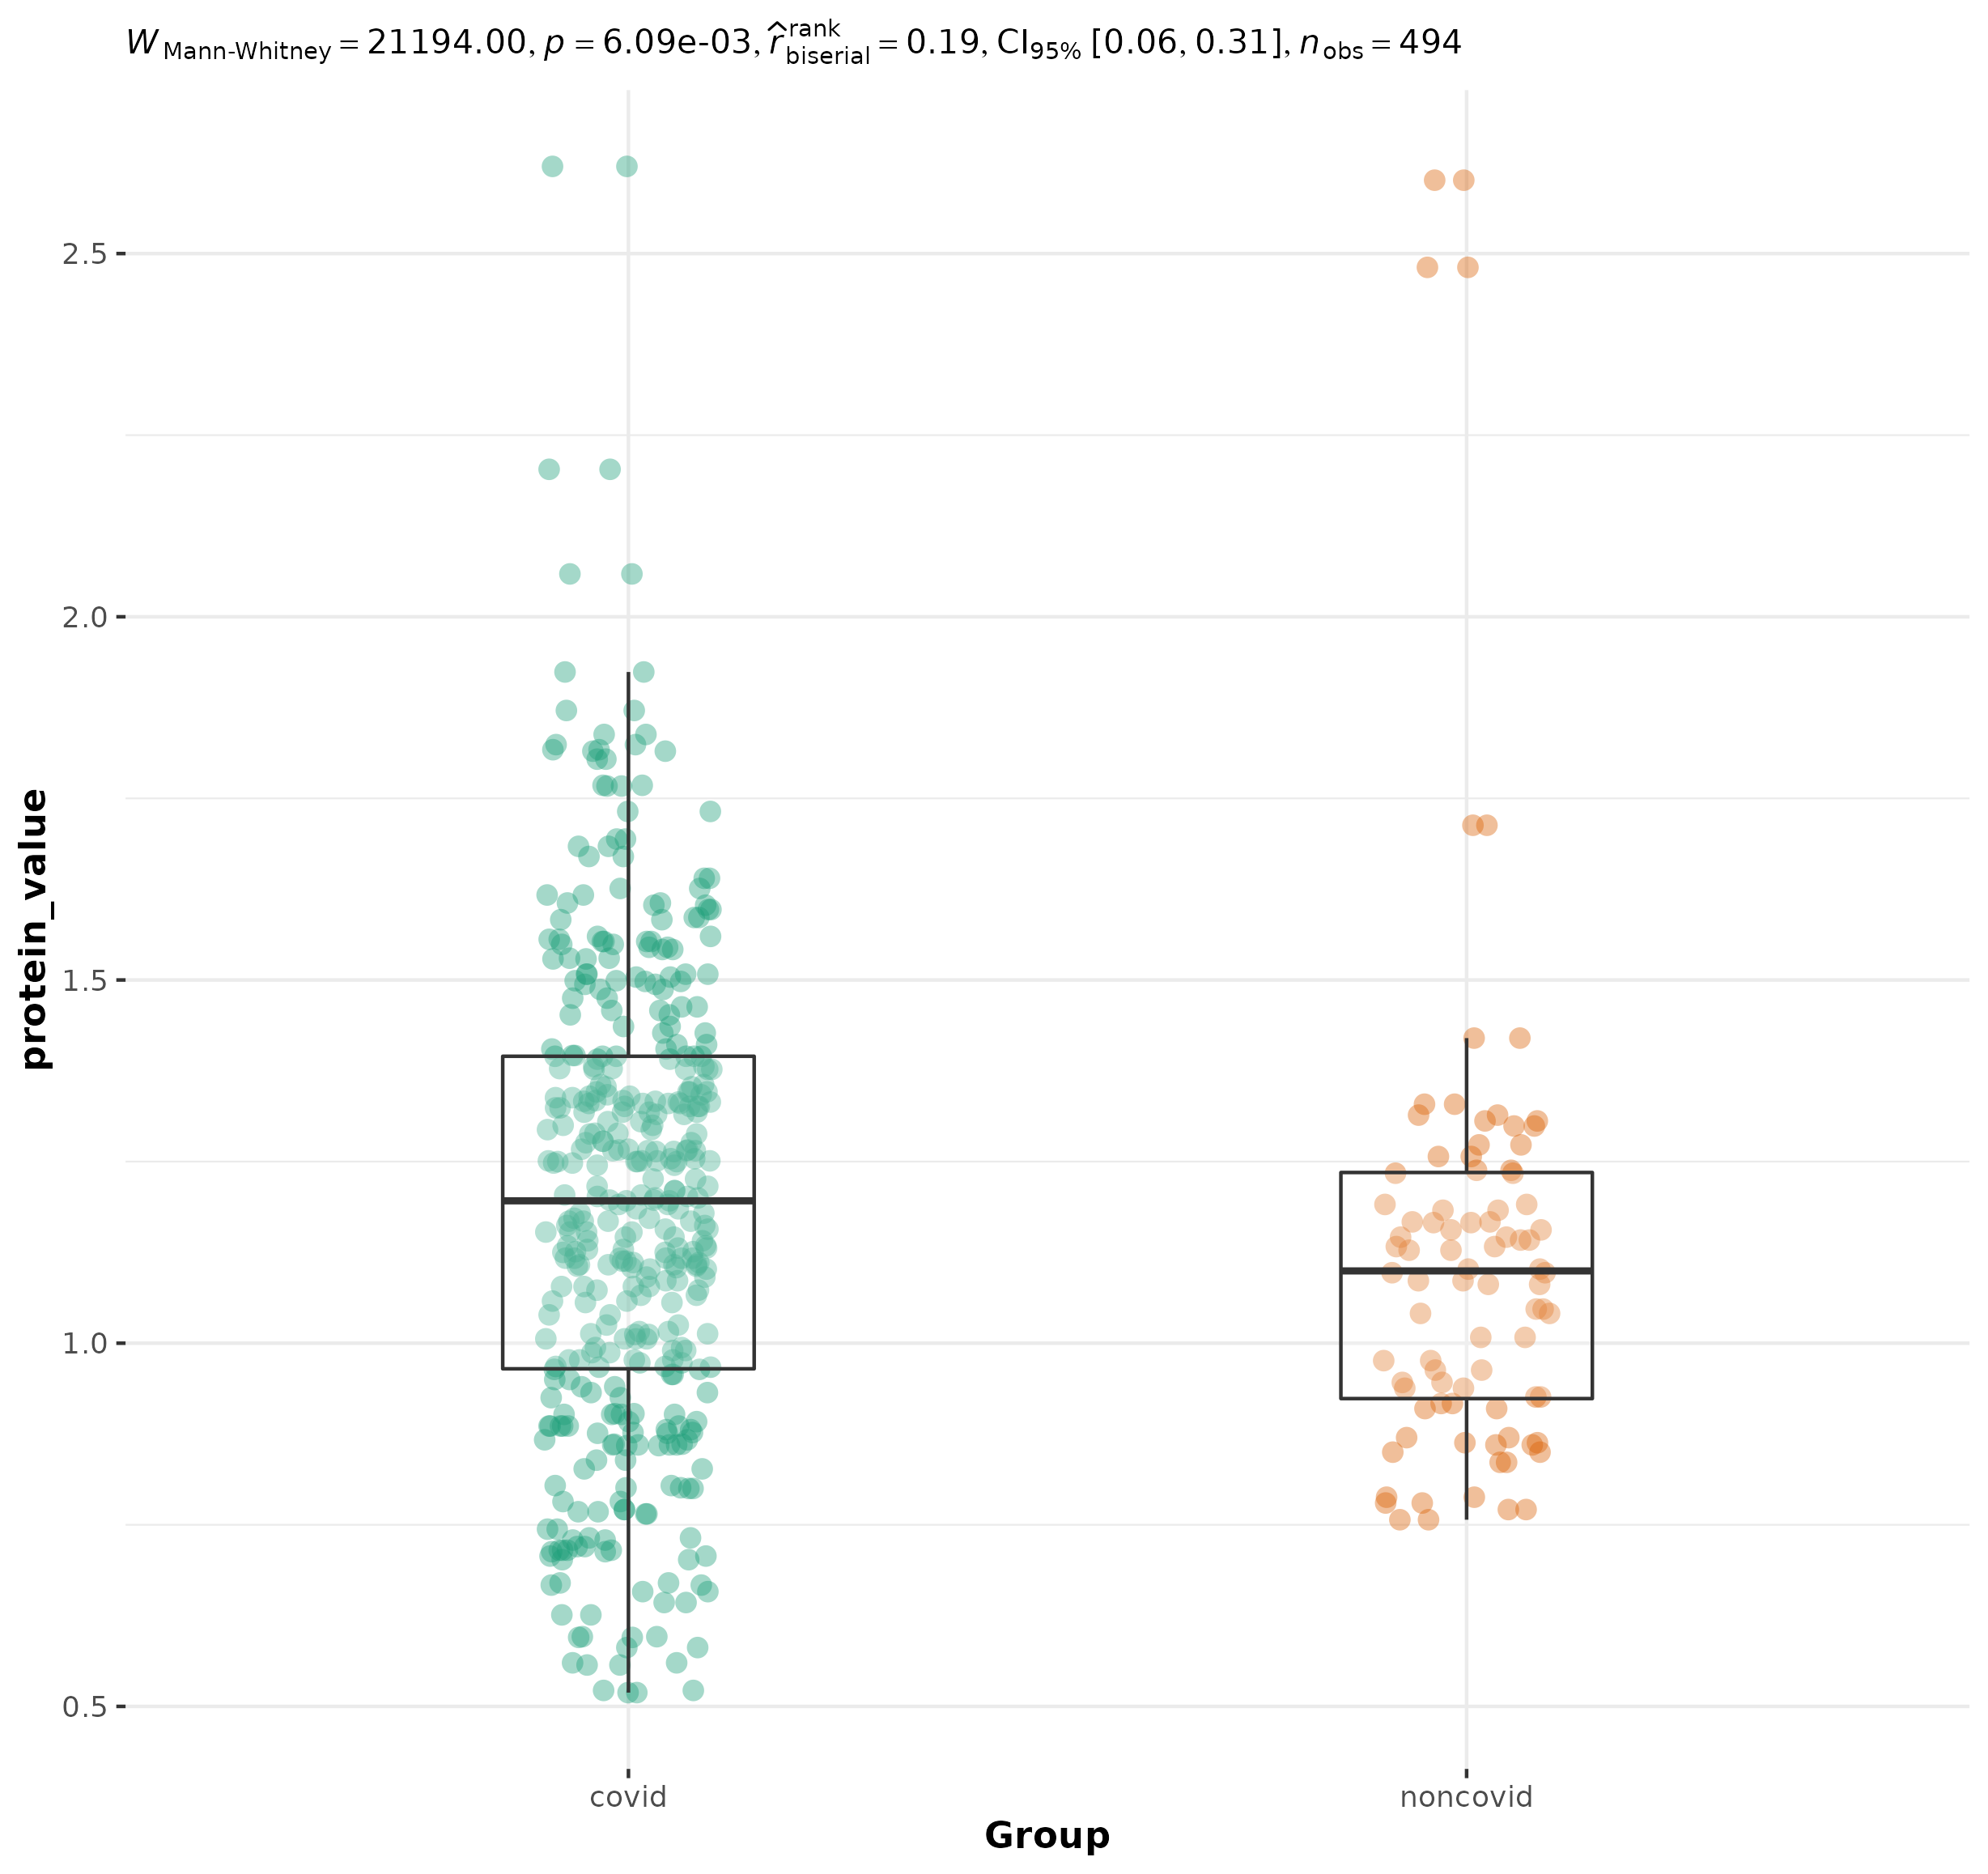 W Mann-Whitney = 21194.00, p = 6.09e-03, r̂ rank biserial = 0.19, CI95% [0.06, 0.31], n obs = 494
protein_value
2.5
2.0
1.5
1.0
0.5
covid noncovid
Group